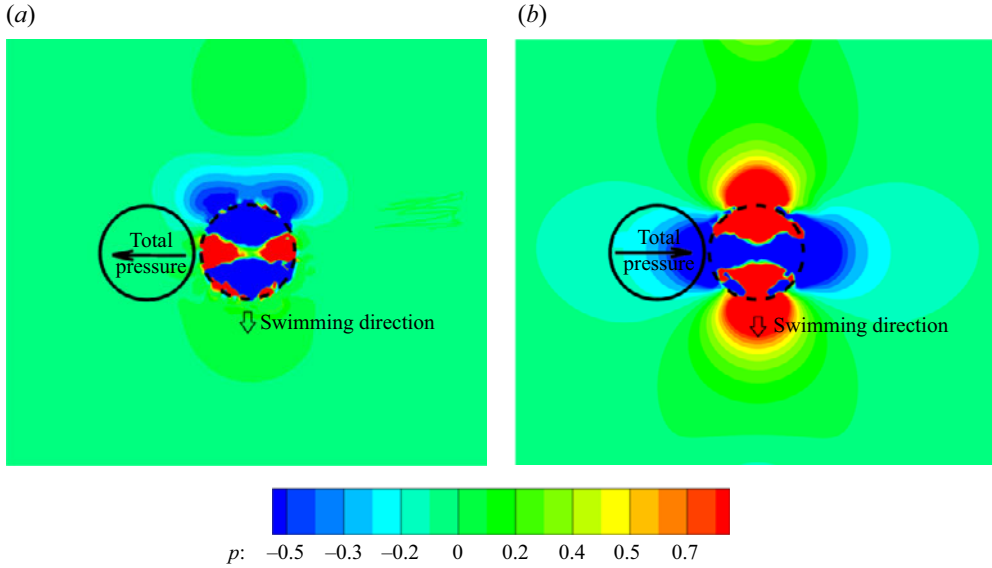 (a)
(b)
Total
pressure
Swimming direction
Total
pressure
Swimming direction
p: –0.5 –0.3 –0.2 0 0.2 0.4 0.5 0.7